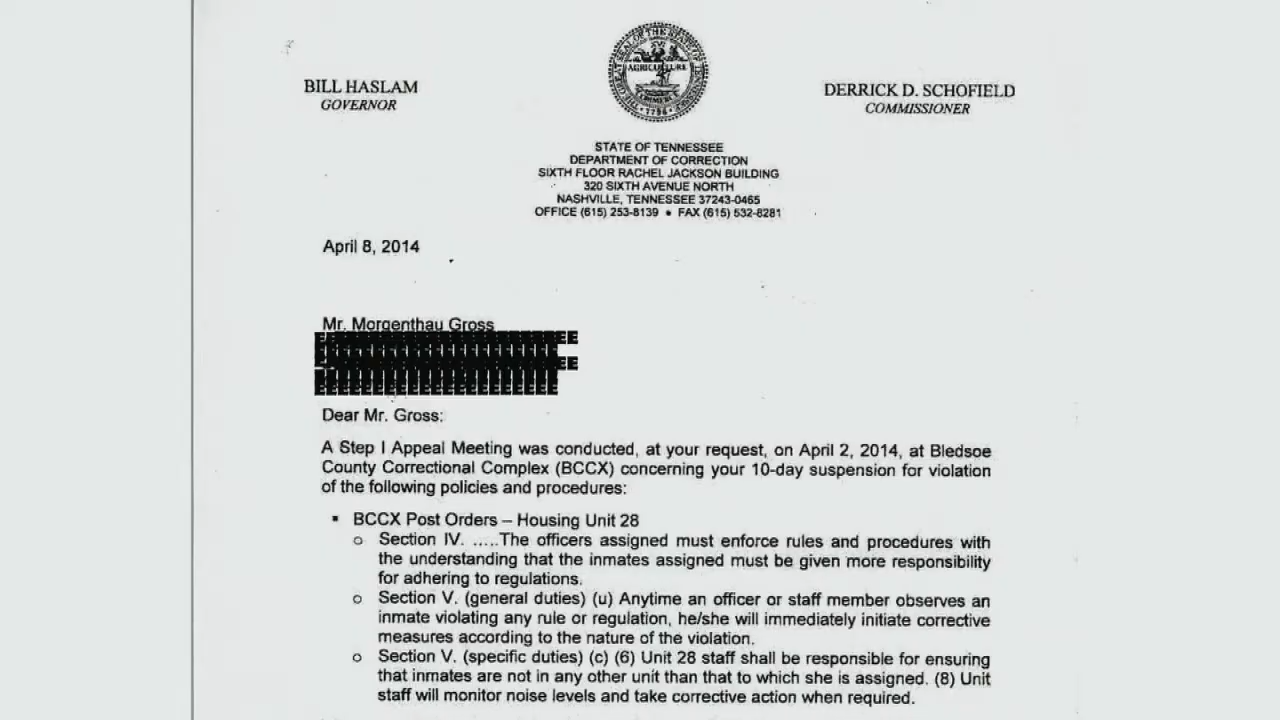 BILL HASLAM
GOVERNOR
AGRICULTURE
DERRICK D. SCHOFIELD
COMMISSIONER
STATE OF TENNESSEE
DEPARTMENT OF CORRECTION
SIXTH FLOOR RACHEL JACKSON BUILDING
320 SIXTH AVENUE NORTH
NASHVILLE, TENNESSEE 37243-0465
OFFICE (615) 253-8139 • FAX (615) 532-8281
April 8, 2014
Mr. Morgenthau Gross
Dear Mr. Gross:
A Step I Appeal Meeting was conducted, at your request, on April 2, 2014, at Bledsoe
County Correctional Complex (BCCX) concerning your 10-day suspension for violation
of the following policies and procedures:
▪ BCCX Post Orders – Housing Unit 28
o Section IV. .....The officers assigned must enforce rules and procedures with
the understanding that the inmates assigned must be given more responsibility
for adhering to regulations.
o Section V. (general duties) (u) Anytime an officer or staff member observes an
inmate violating any rule or regulation, he/she will immediately initiate corrective
measures according to the nature of the violation.
o Section V. (specific duties) (c) (6) Unit 28 staff shall be responsible for ensuring
that inmates are not in any other unit than that to which she is assigned. (8) Unit
staff will monitor noise levels and take corrective action when required.